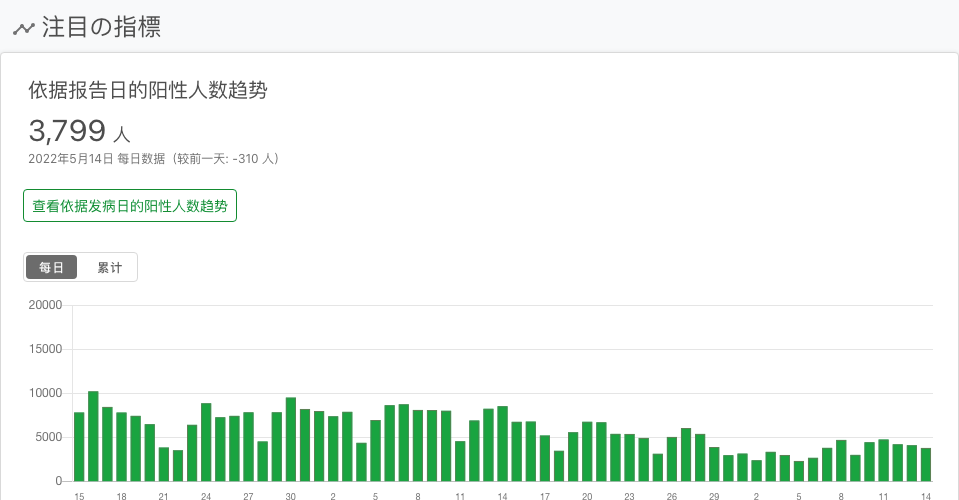 注目の指標
依据报告日的阳性人数趋势
3,799 人
2022年5月14日 每日数据（较前一天: -310 人）
查看依据发病日的阳性人数趋势
每日 累计
20000
15000
10000
5000
0
15 18 21 24 27 30 2 5 8 11 14 17 20 23 26 29 2 5 8 11 14